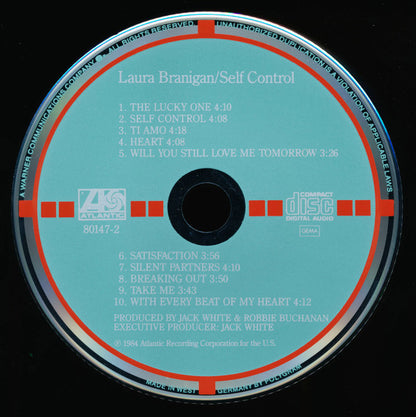 A WARNER COMMUNICATIONS COMPANY ℗ ALL RIGHTS RESERVED
UNAUTHORIZED DUPLICATION IS A VIOLATION OF APPLICABLE LAWS
Laura Branigan/Self Control
1. THE LUCKY ONE 4:10
2. SELF CONTROL 4:08
3. TI AMO 4:18
4. HEART 4:08
5. WILL YOU STILL LOVE ME TOMORROW 3:26
ATLANTIC
80147-2
COMPACT
disc
DIGITAL AUDIO
GEMA
6. SATISFACTION 3:56
7. SILENT PARTNERS 4:10
8. BREAKING OUT 3:50
9. TAKE ME 3:43
10. WITH EVERY BEAT OF MY HEART 4:12
PRODUCED BY JACK WHITE & ROBBIE BUCHANAN
EXECUTIVE PRODUCER: JACK WHITE
℗ 1984 Atlantic Recording Corporation for the U.S.
MADE IN WEST GERMANY BY POLYGRAM